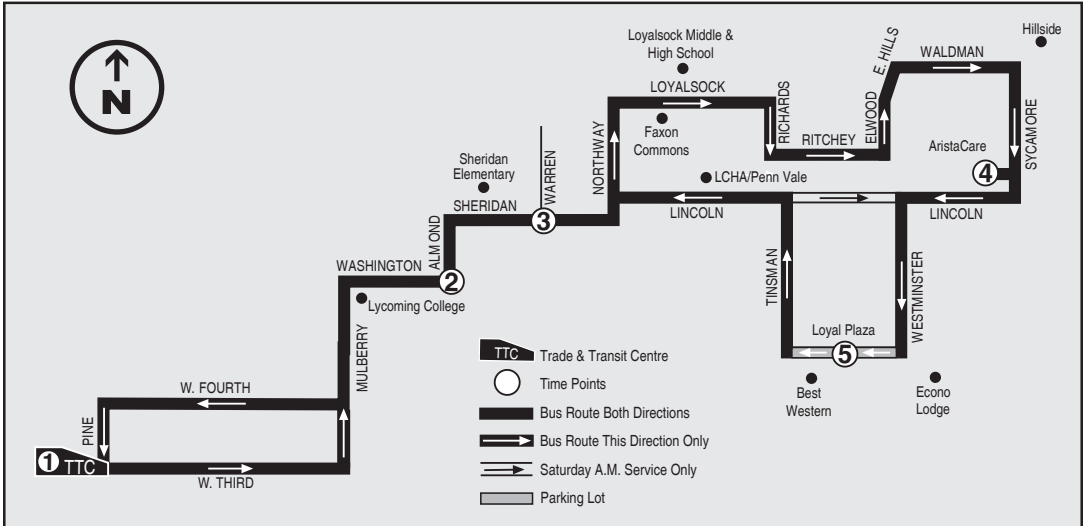 N
Hillside
Loyalsock Middle &
High School
LOYALSOCK
Faxon
Commons
NORTHWAY
RICHARDS
RITCHEY
ELWOOD
E. HILLS
WALDMAN
SYCAMORE
AristaCare
4
LCHA/Penn Vale
LINCOLN
LINCOLN
Sheridan
Elementary
SHERIDAN
WARREN
3
ALMOND
WASHINGTON
2
Lycoming College
MULBERRY
TINSMAN
WESTMINSTER
Loyal Plaza
5
Best
Western
Econo
Lodge
W. FOURTH
PINE
1 TTC
W. THIRD
TTC Trade & Transit Centre
Time Points
Bus Route Both Directions
Bus Route This Direction Only
Saturday A.M. Service Only
Parking Lot